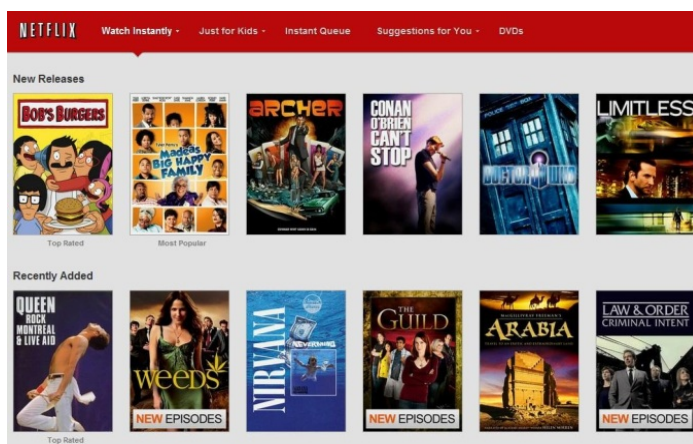 NETFLIX
Watch Instantly
Just for Kids
Instant Queue
Suggestions for You
DVDs
New Releases
BOB'S BURGERS
Top Rated
Madea's
BIG HAPPY
FAMILY
Most Popular
ARCHER
CONAN
O'BRIEN
CAN'T
STOP
POLICE BOX
DOCTOR WHO
LIMITLESS
Recently Added
QUEEN
ROCK
MONTREAL
& LIVE AID
Top Rated
weeds
NEW EPISODES
NIRVANA
NEVERMIND
THE
GUILD
NEW EPISODES
ARABIA
LAW & ORDER
CRIMINAL INTENT
NEW EPISODES